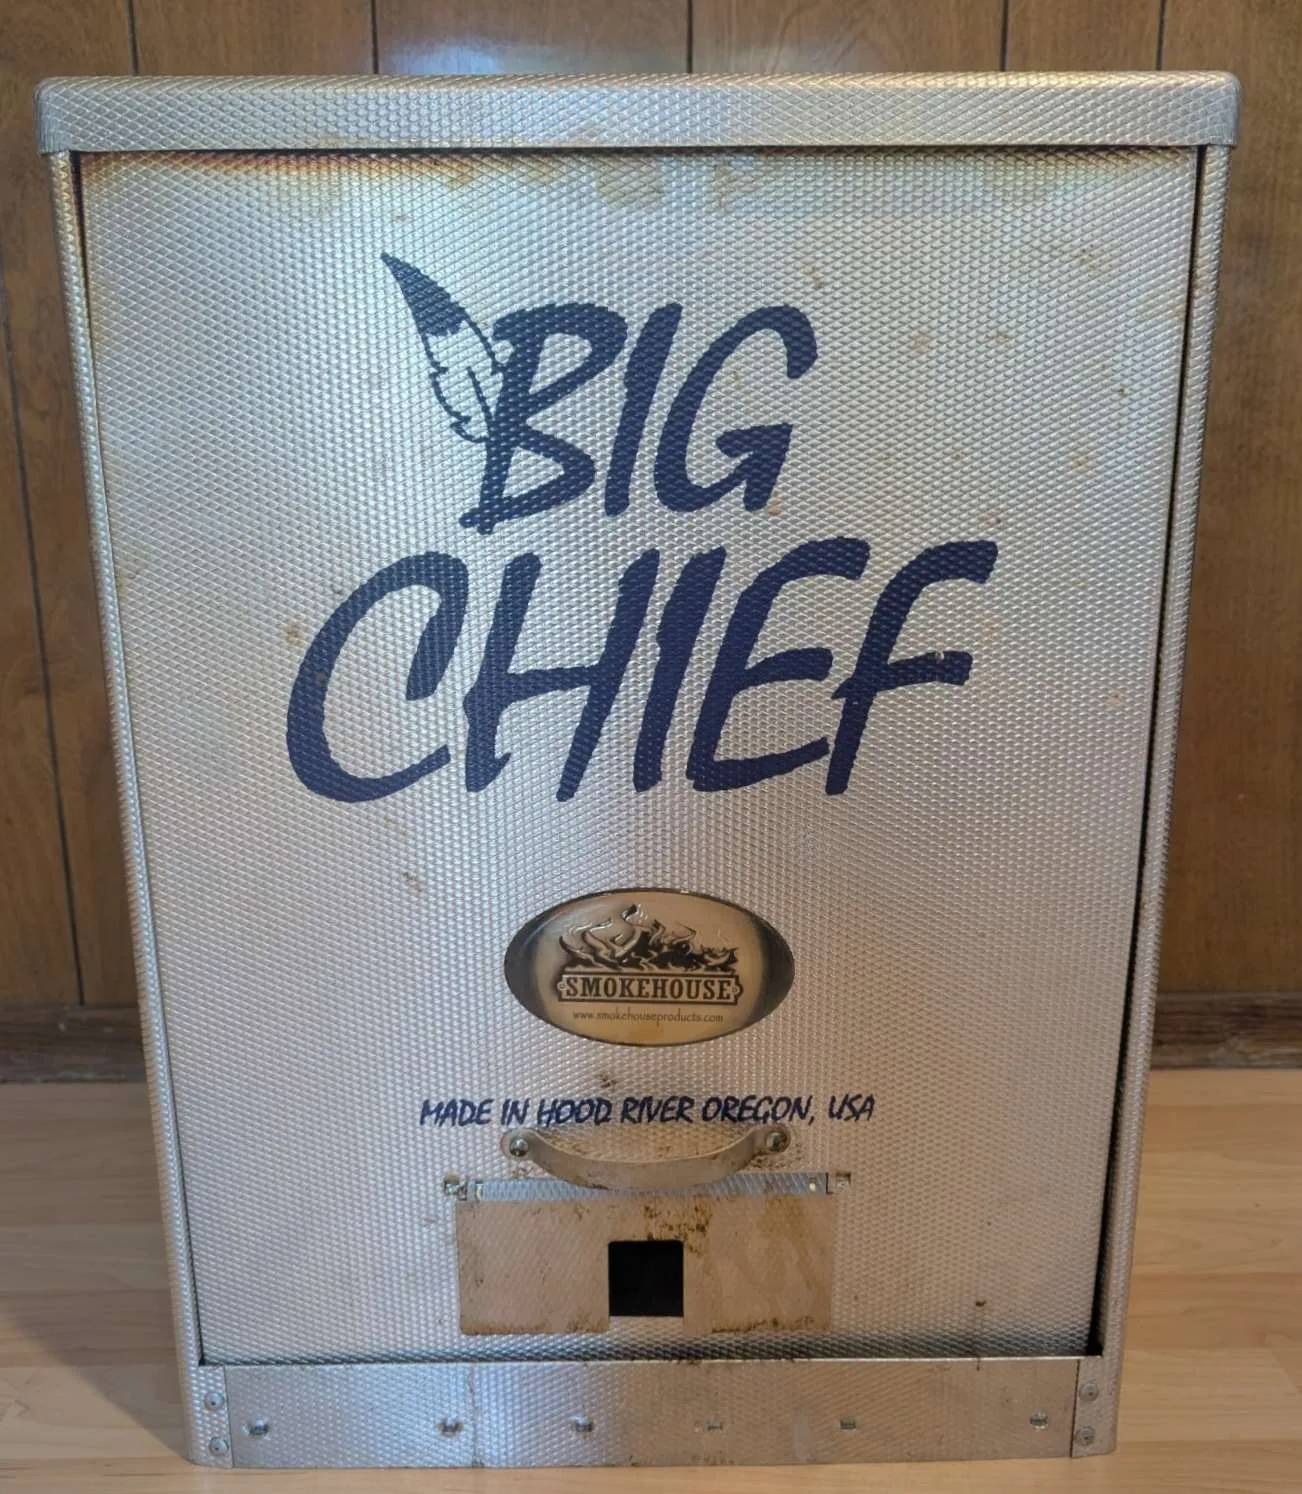 BIG
CHIEF
SMOKEHOUSE
www.smokehouseproducts.com
MADE IN HOOD RIVER OREGON, USA